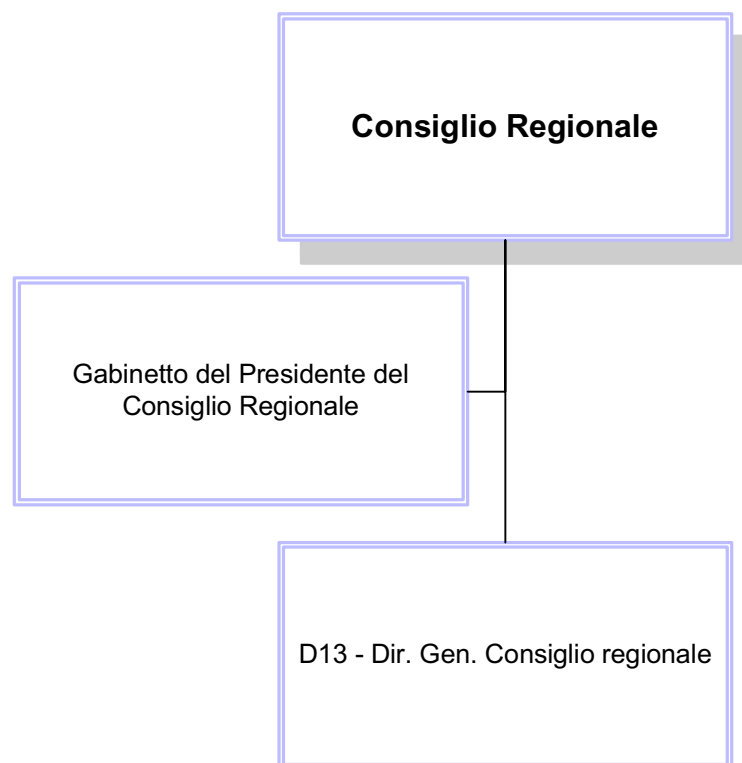 Consiglio Regionale
Gabinetto del Presidente del
Consiglio Regionale
D13 - Dir. Gen. Consiglio regionale